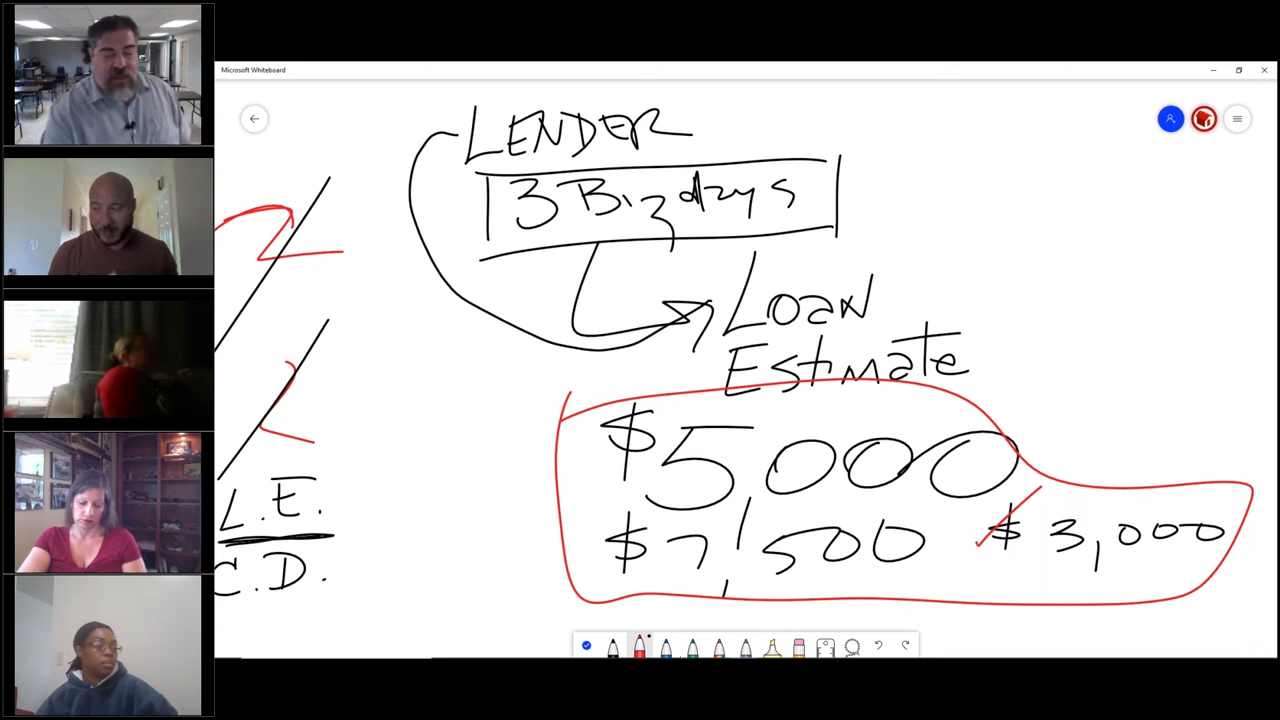 Microsoft Whiteboard
LENDER
3 Biz days
Loan
Estimate
$5,000
$7,500 $3,000
L.E.
C.D.